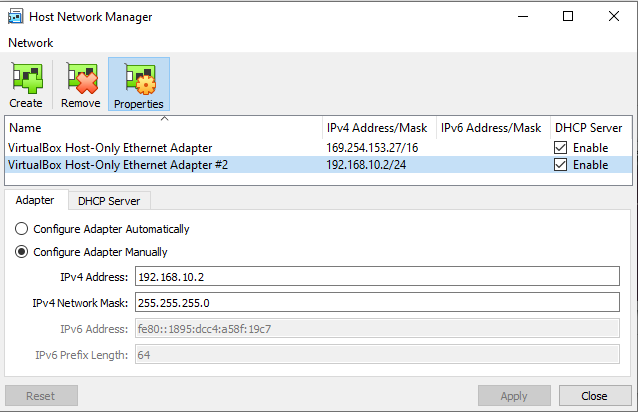 Host Network Manager
Network
Create Remove Properties
Name IPv4 Address/Mask IPv6 Address/Mask DHCP Server
VirtualBox Host-Only Ethernet Adapter 169.254.153.27/16 Enable
VirtualBox Host-Only Ethernet Adapter #2 192.168.10.2/24 Enable
Adapter DHCP Server
Configure Adapter Automatically
Configure Adapter Manually
IPv4 Address: 192.168.10.2
IPv4 Network Mask: 255.255.255.0
IPv6 Address: fe80::1895:dcc4:a58f:19c7
IPv6 Prefix Length: 64
Reset Apply Close